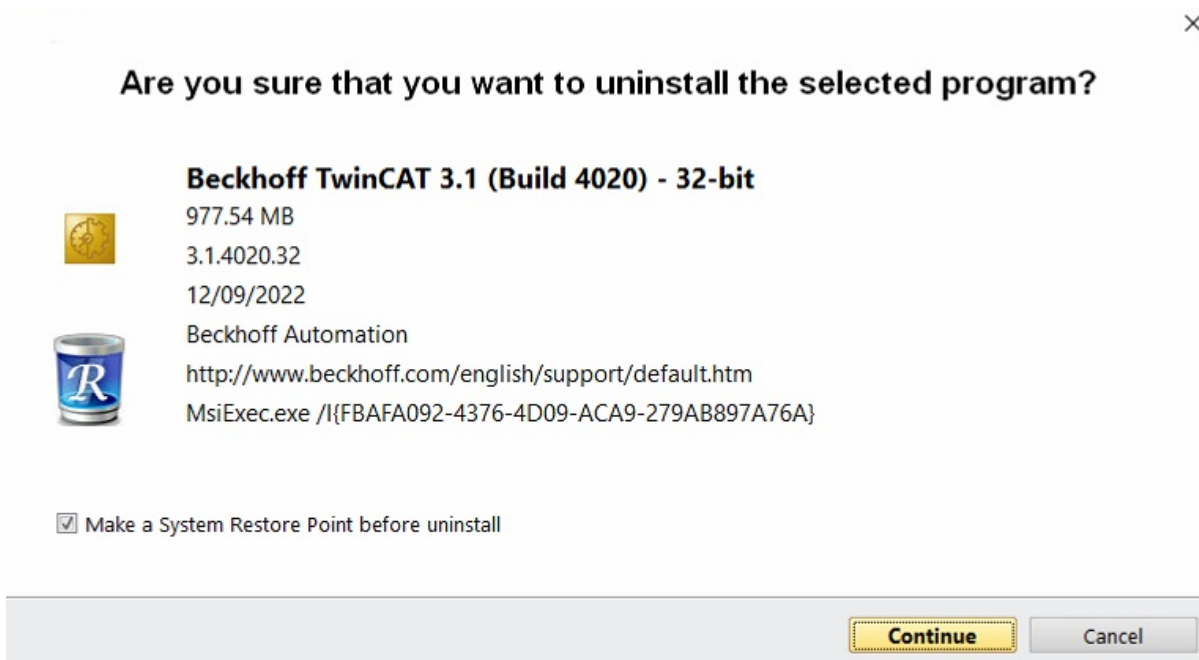 Are you sure that you want to uninstall the selected program?
Beckhoff TwinCAT 3.1 (Build 4020) - 32-bit
977.54 MB
3.1.4020.32
12/09/2022
Beckhoff Automation
http://www.beckhoff.com/english/support/default.htm
MsiExec.exe /I{FBAFA092-4376-4D09-ACA9-279AB897A76A}
R
Make a System Restore Point before uninstall
Continue
Cancel